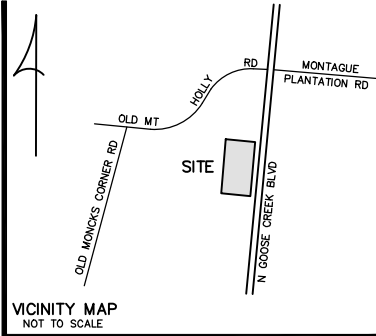 RD
MONTAGUE
PLANTATION RD
HOLLY
OLD MT
SITE
OLD MONCKS CORNER RD
N GOOSE CREEK BLVD
VICINITY MAP
NOT TO SCALE